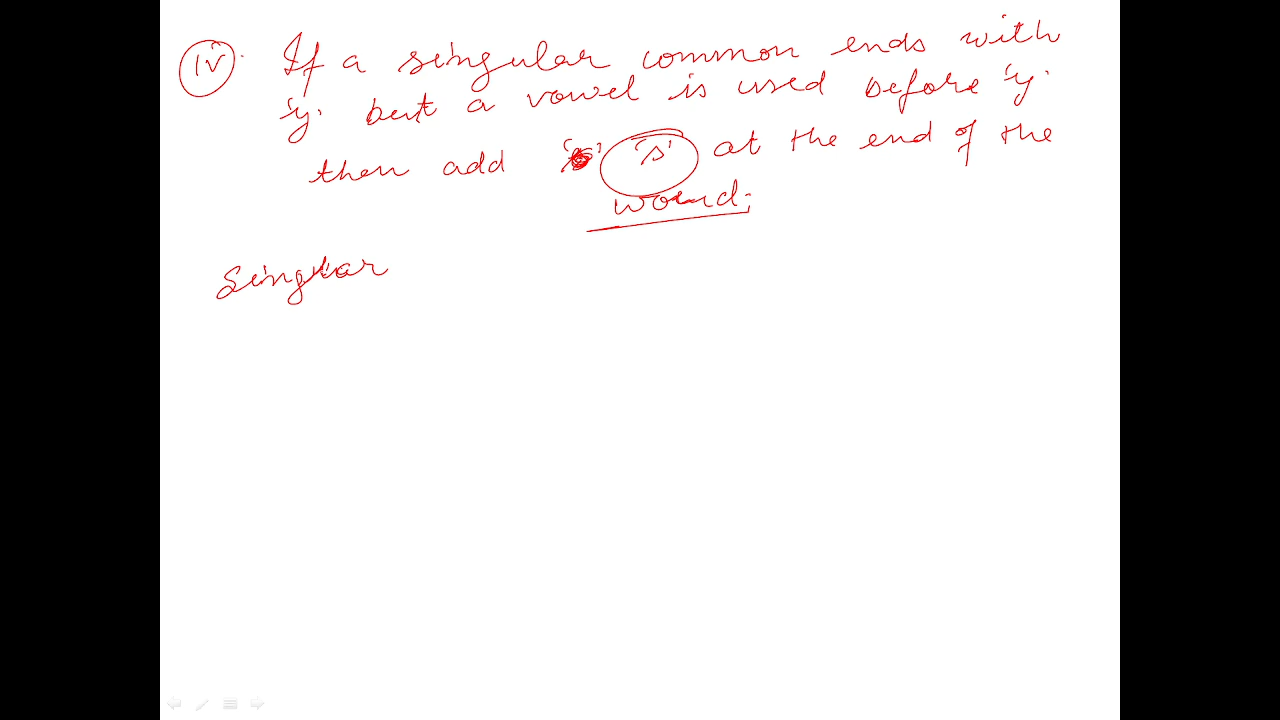 (iv). If a singular common ends with
'y' but a vowel is used before 'y'
then add 's' at the end of the
word.
Singular